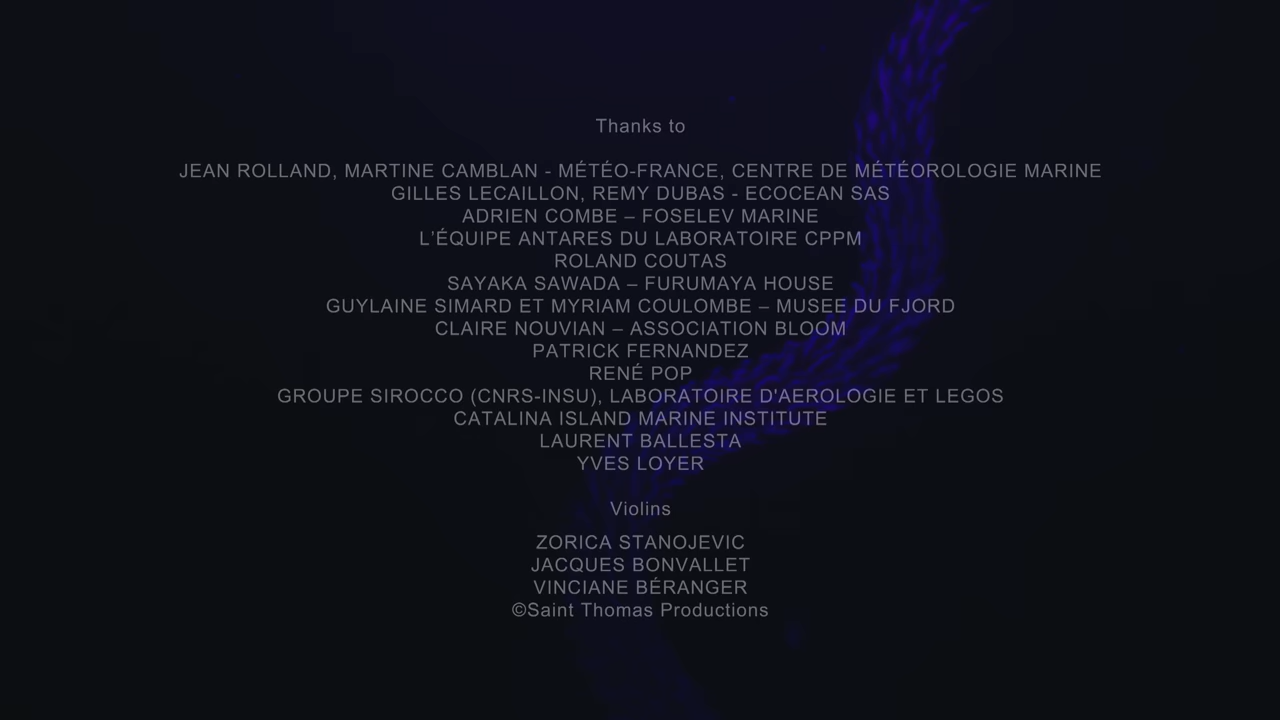 Thanks to
JEAN ROLLAND, MARTINE CAMBLAN - MÉTÉO-FRANCE, CENTRE DE MÉTÉOROLOGIE MARINE
GILLES LECAILLON, REMY DUBAS - ECOCEAN SAS
ADRIEN COMBE – FOSELEV MARINE
L’ÉQUIPE ANTARES DU LABORATOIRE CPPM
ROLAND COUTAS
SAYAKA SAWADA – FURUMAYA HOUSE
GUYLAINE SIMARD ET MYRIAM COULOMBE – MUSEE DU FJORD
CLAIRE NOUVIAN – ASSOCIATION BLOOM
PATRICK FERNANDEZ
RENÉ POP
GROUPE SIROCCO (CNRS-INSU), LABORATOIRE D'AEROLOGIE ET LEGOS
CATALINA ISLAND MARINE INSTITUTE
LAURENT BALLESTA
YVES LOYER
Violins
ZORICA STANOJEVIC
JACQUES BONVALLET
VINCIANE BÉRANGER
©Saint Thomas Productions